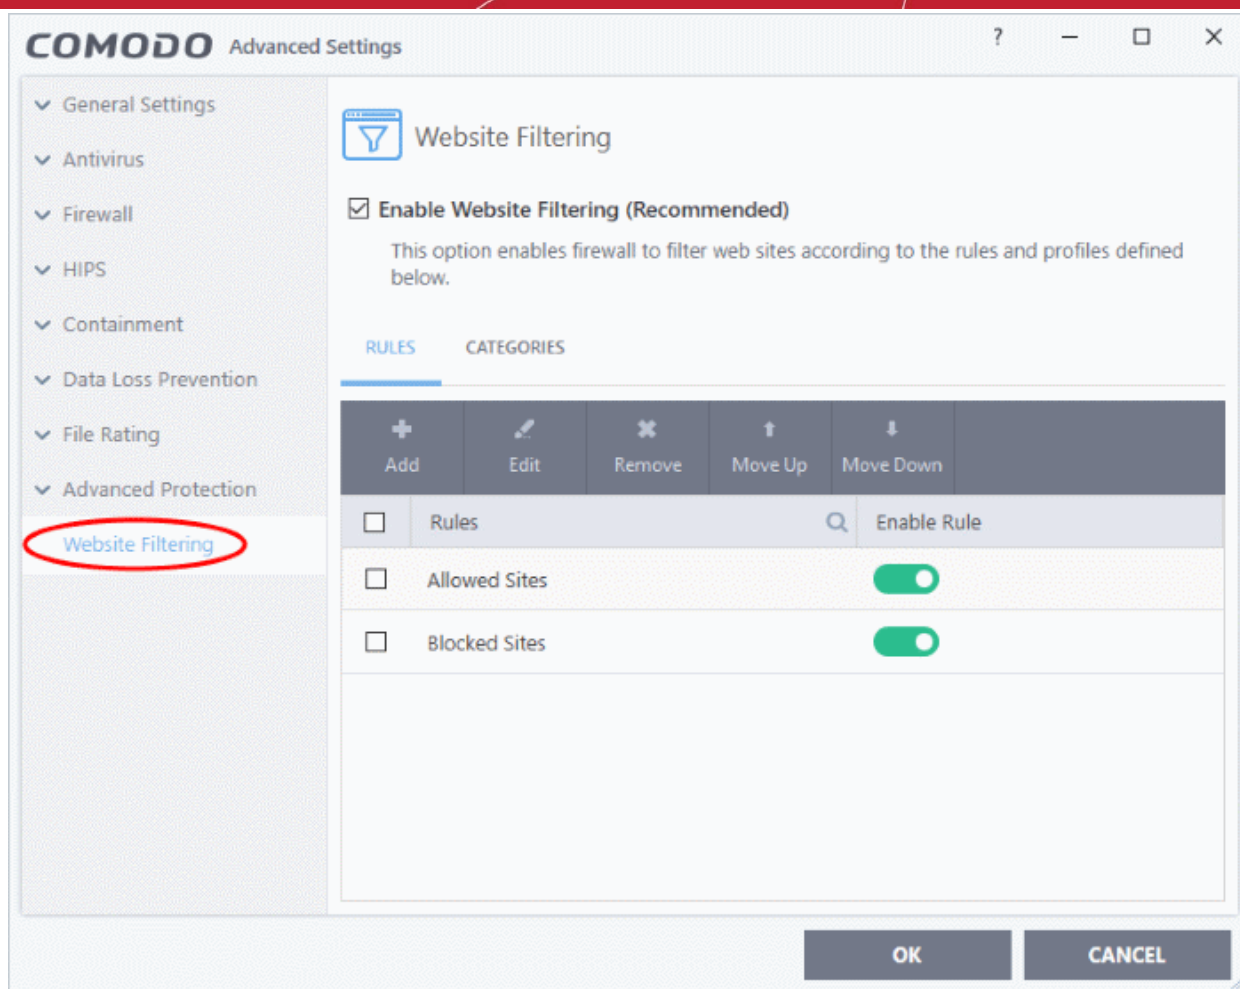 COMODO Advanced Settings ?
General Settings
Antivirus
Firewall
HIPS
Containment
Data Loss Prevention
File Rating
Advanced Protection
Website Filtering
Website Filtering
Enable Website Filtering (Recommended)
This option enables firewall to filter web sites according to the rules and profiles defined
below.
RULES CATEGORIES
Add Edit Remove Move Up Move Down
Rules Enable Rule
Allowed Sites
Blocked Sites
OK CANCEL